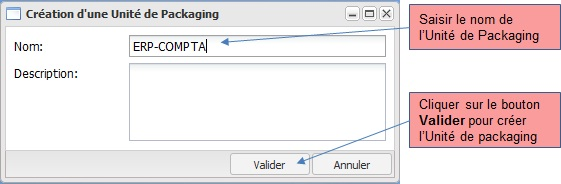 Création d'une Unité de Packaging
Nom:
ERP-COMPTA
Description:
Valider
Annuler
Saisir le nom de
l'Unité de Packaging
Cliquer sur le bouton
Valider pour créer
l'Unité de packaging